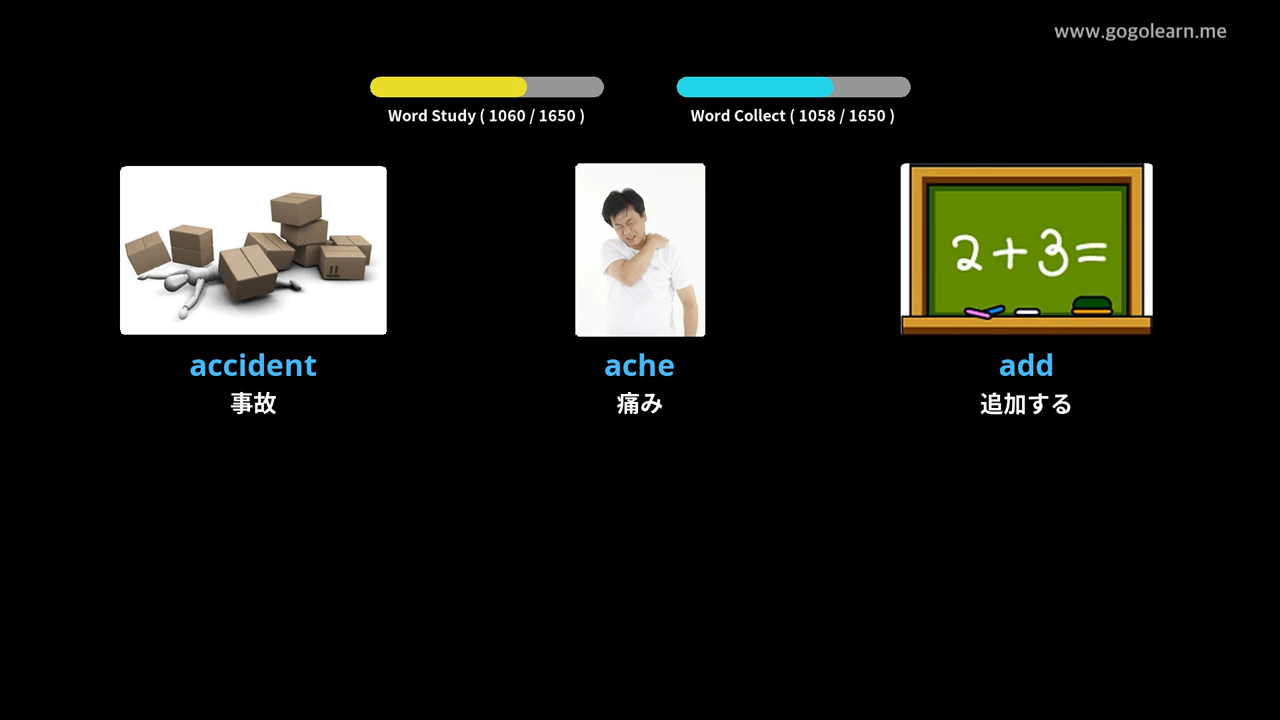 www.gogolearn.me
Word Study ( 1060 / 1650 )
Word Collect ( 1058 / 1650 )
2+3=
accident
ache
add
事故
痛み
追加する